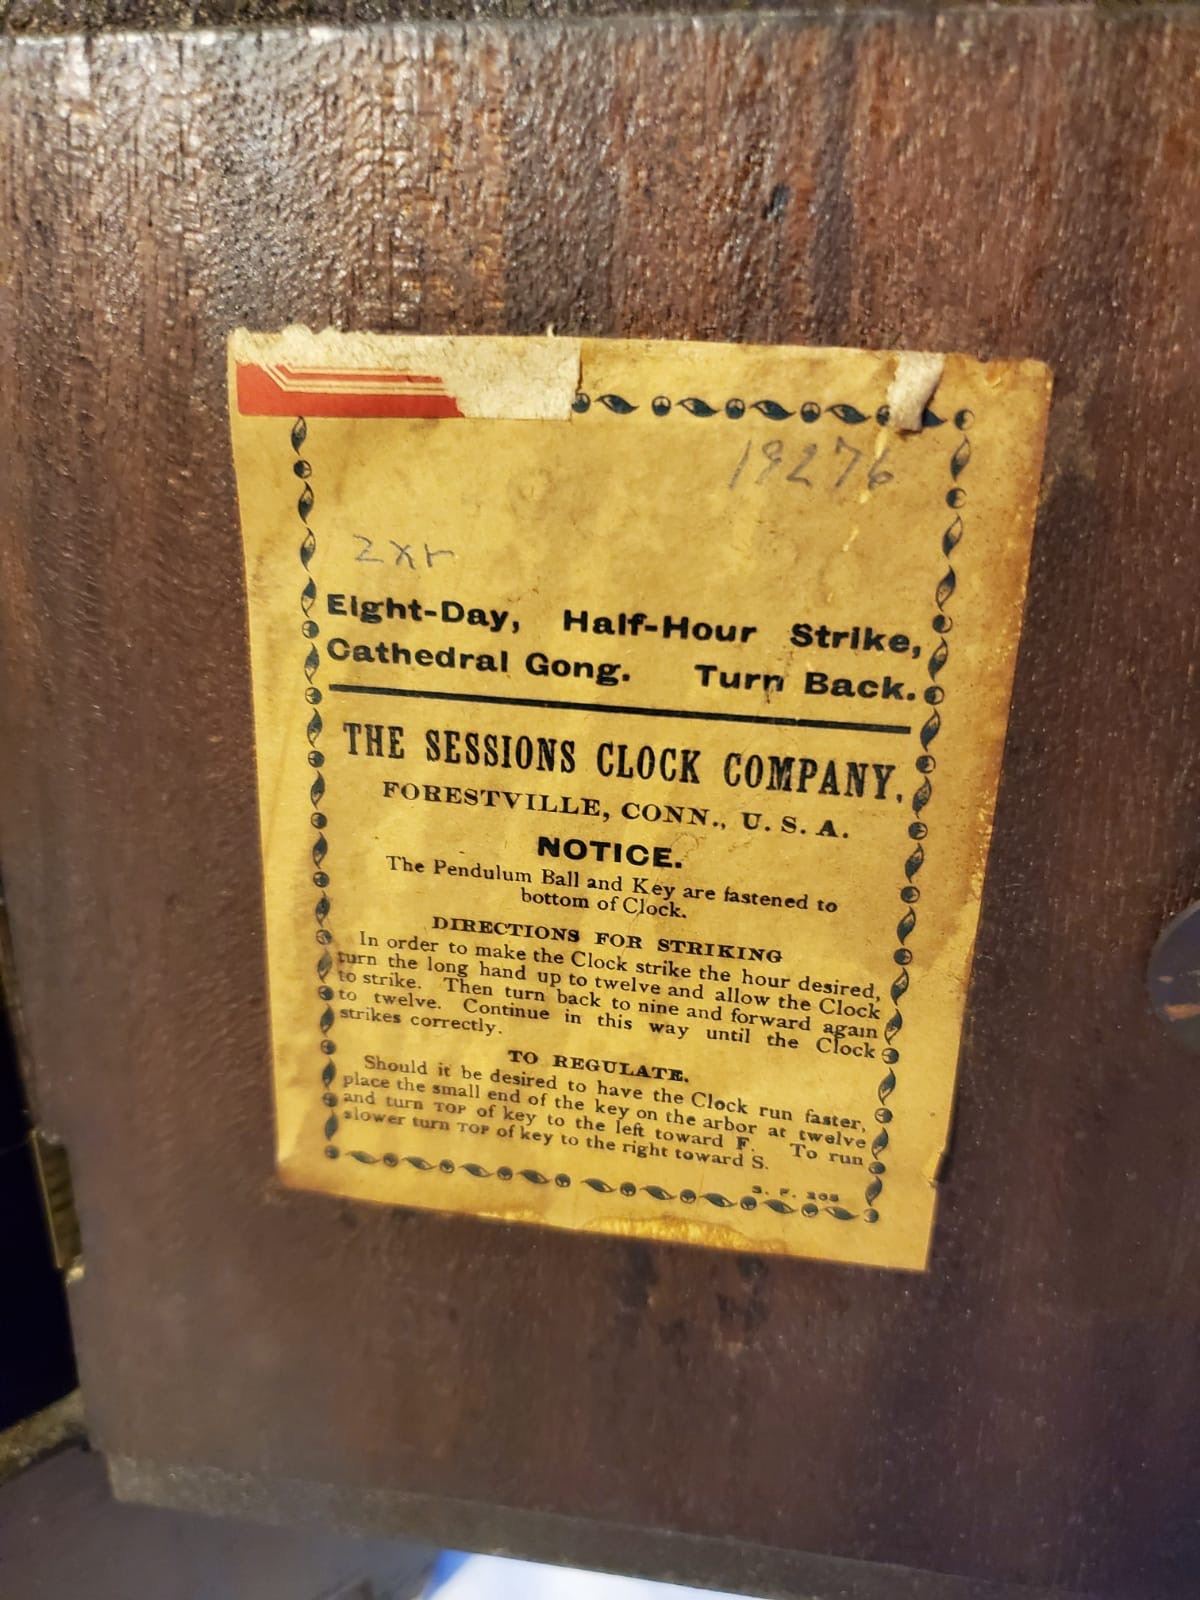 19276
zxr
Eight-Day, Half-Hour Strike,
Cathedral Gong. Turn Back.
THE SESSIONS CLOCK COMPANY.
FORESTVILLE, CONN., U. S. A.
NOTICE.
The Pendulum Ball and Key are fastened to
bottom of Clock.
DIRECTIONS FOR STRIKING
In order to make the Clock strike the hour desired,
turn the long hand up to twelve and allow the Clock
to strike. Then turn back to nine and forward again
to twelve. Continue in this way until the Clock
strikes correctly.
TO REGULATE.
Should it be desired to have the Clock run faster,
place the small end of the key on the arbor at twelve
and turn TOP of key to the left toward F. To run
slower turn TOP of key to the right toward S.